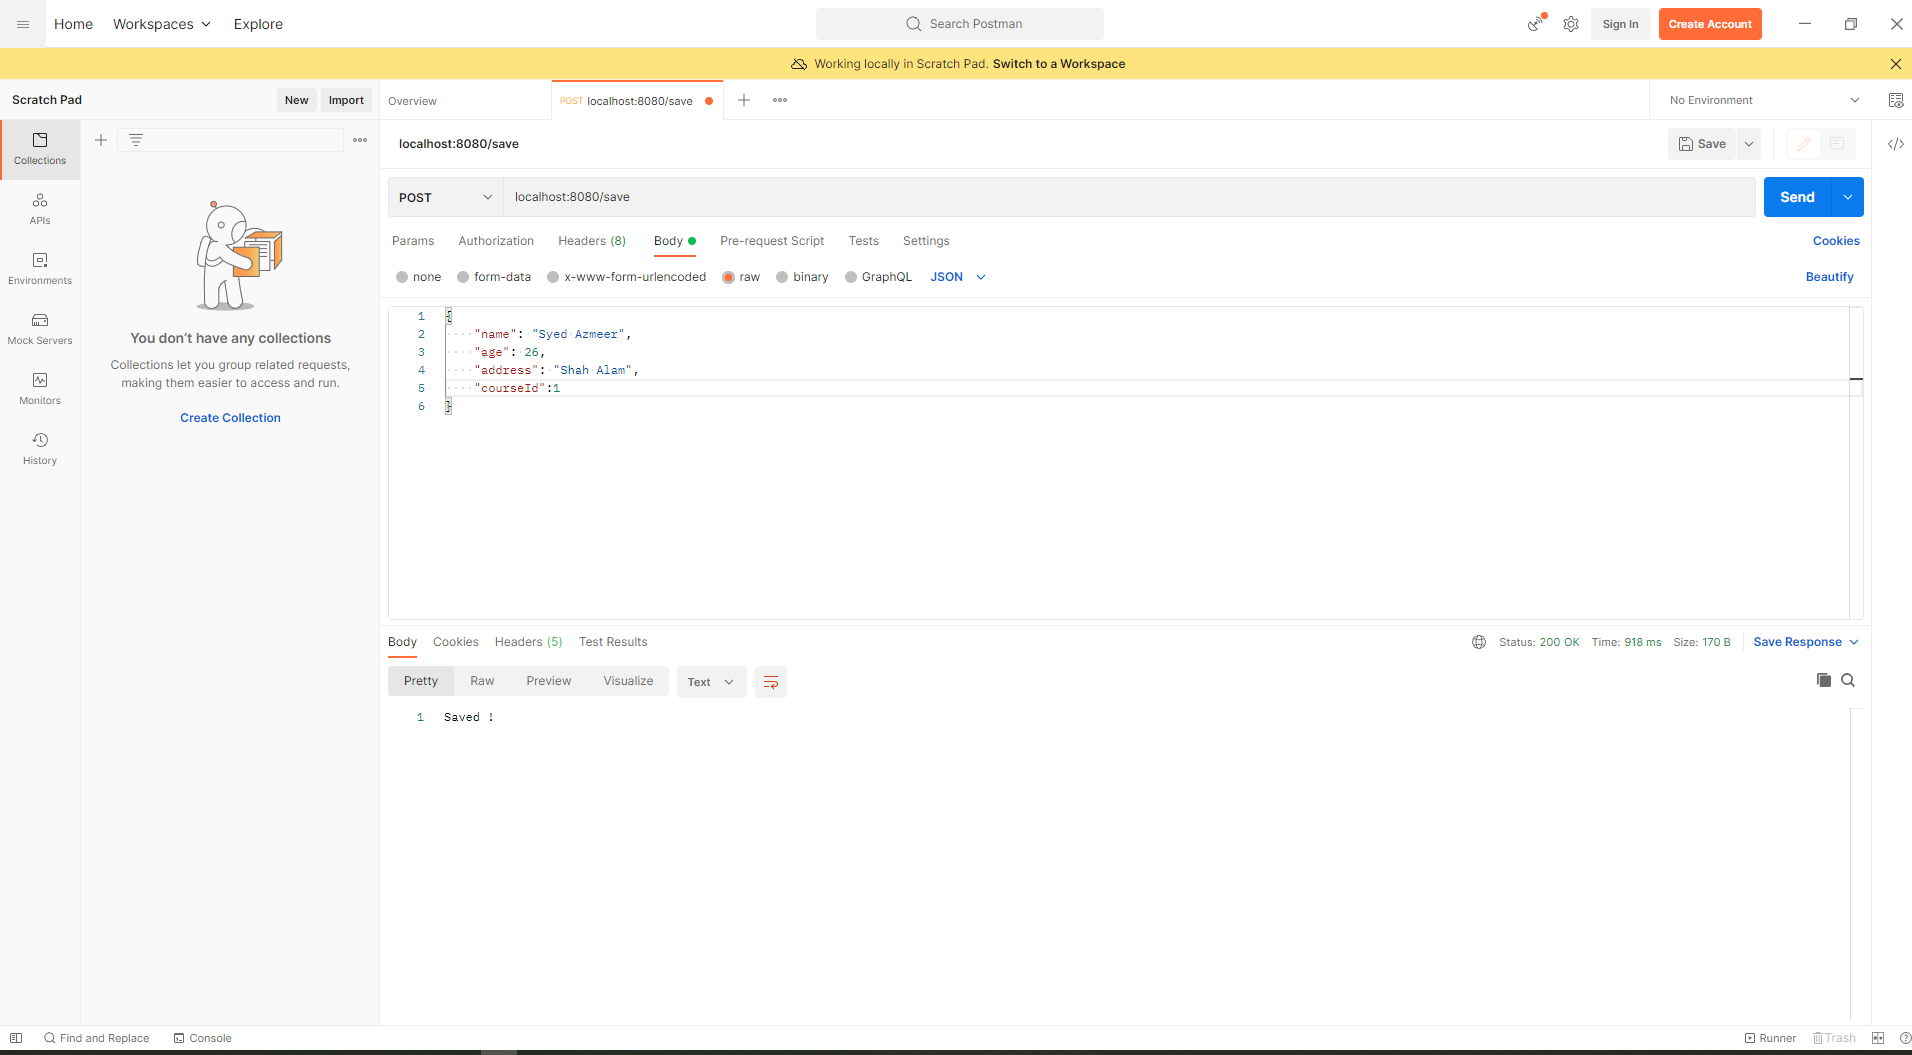 Home Workspaces Explore Search Postman Sign In Create Account
Working locally in Scratch Pad. Switch to a Workspace
Scratch Pad New Import Overview POST localhost:8080/save No Environment
Collections
APIs
Environments
Mock Servers
Monitors
History
You don't have any collections
Collections let you group related requests,
making them easier to access and run.
Create Collection
localhost:8080/save Save
POST localhost:8080/save Send
Params Authorization Headers (8) Body Pre-request Script Tests Settings Cookies
none form-data x-www-form-urlencoded raw binary GraphQL JSON Beautify
1 {
2 "name": "Syed Azmeer",
3 "age": 26,
4 "address": "Shah Alam",
5 "courseId":1
6 }
Body Cookies Headers (5) Test Results Status: 200 OK Time: 918 ms Size: 170 B Save Response
Pretty Raw Preview Visualize Text
1 Saved !
Find and Replace Console Runner Trash